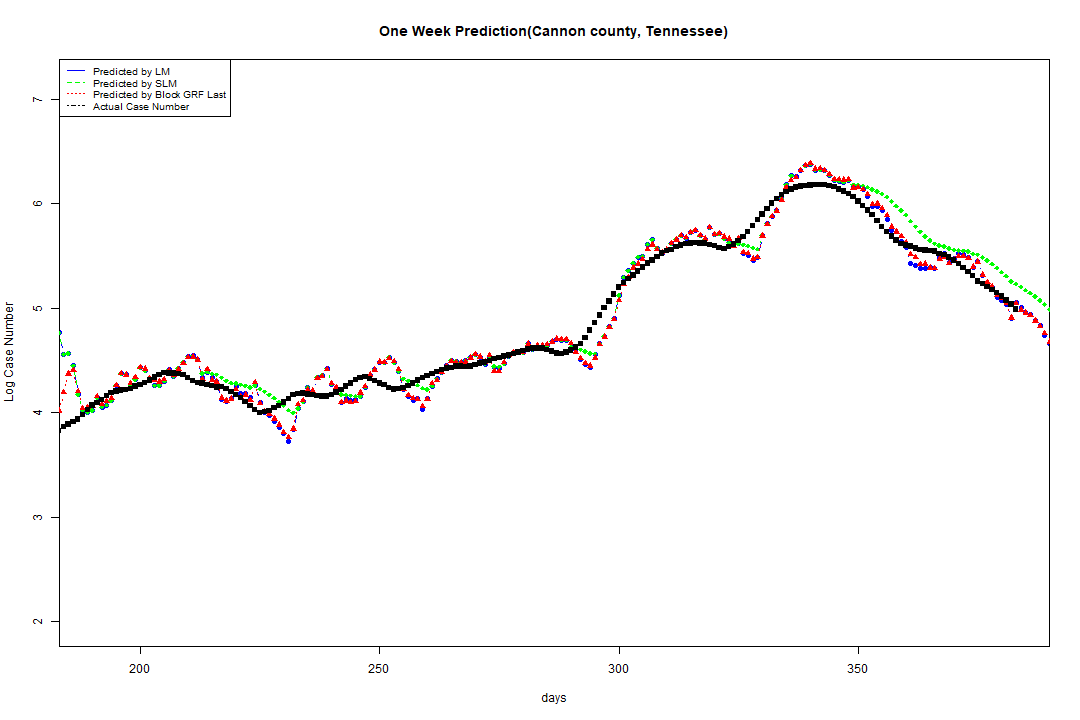 One Week Prediction(Cannon county, Tennessee)
Predicted by LM
Predicted by SLM
Predicted by Block GRF Last
Actual Case Number
7
6
5
4
3
2
Log Case Number
200 250 300 350
days